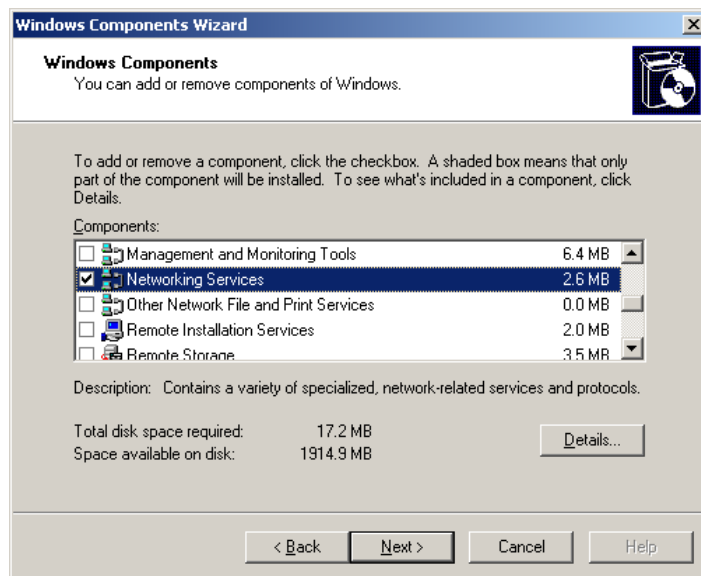 Windows Components Wizard
Windows Components
You can add or remove components of Windows.
To add or remove a component, click the checkbox. A shaded box means that only
part of the component will be installed. To see what's included in a component, click
Details.
Components:
Management and Monitoring Tools 6.4 MB
Networking Services 2.6 MB
Other Network File and Print Services 0.0 MB
Remote Installation Services 2.0 MB
Remote Storage 3.5 MB
Description: Contains a variety of specialized, network-related services and protocols.
Total disk space required: 17.2 MB
Space available on disk: 1914.9 MB
Details...
< Back Next > Cancel Help